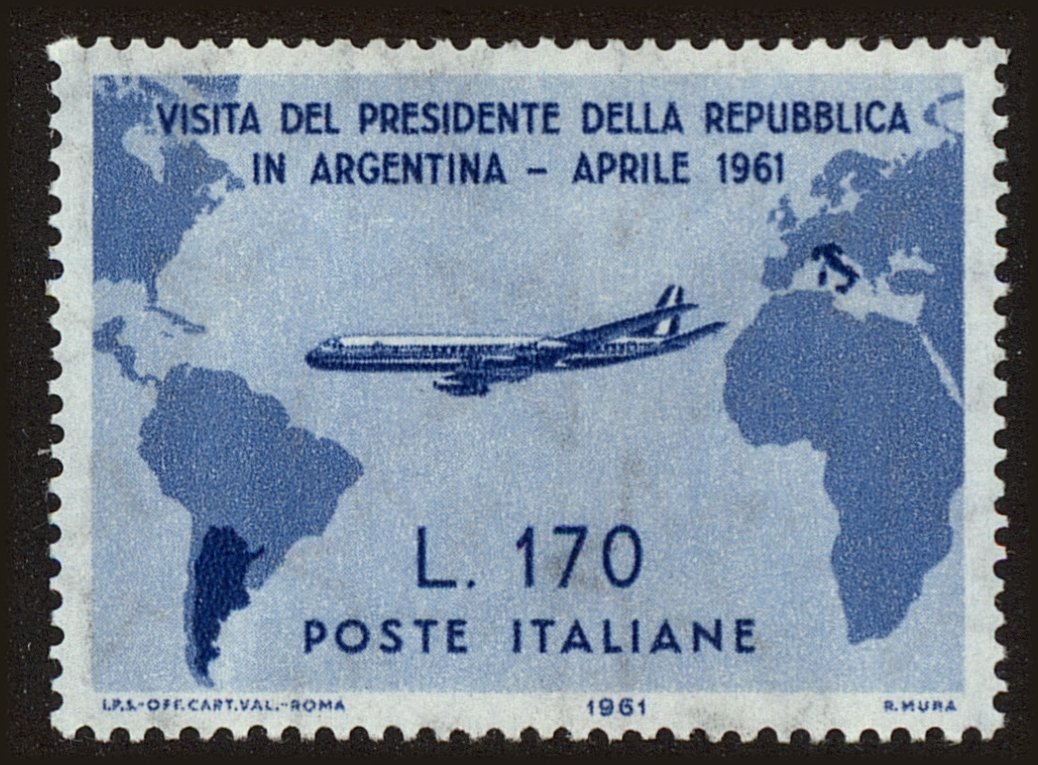 VISITA DEL PRESIDENTE DELLA REPUBBLICA
IN ARGENTINA – APRILE 1961
L. 170
POSTE ITALIANE
I.P.S.-OFF.CART.VAL.-ROMA 1961 R.MURA